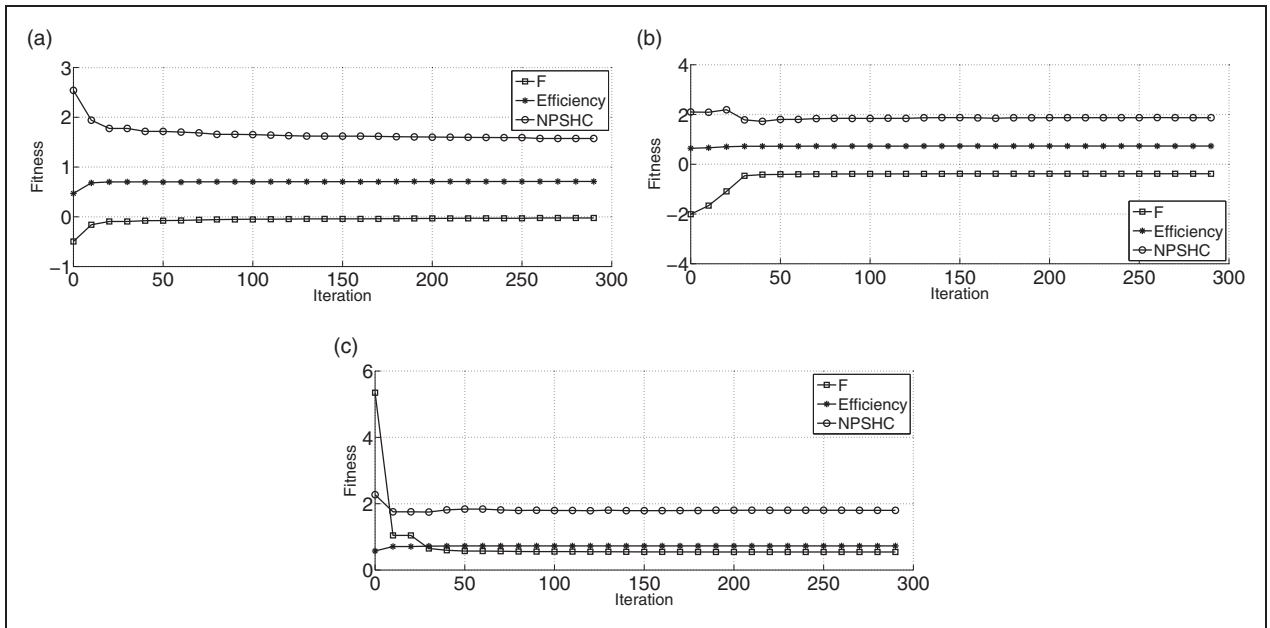 (a)
3
2
1
0
−1
Fitness
F
Efficiency
NPSHC
0 50 100 150 200 250 300
Iteration
(b)
4
2
0
−2
−4
Fitness
F
Efficiency
NPSHC
0 50 100 150 200 250 300
Iteration
(c)
6
4
2
0
Fitness
F
Efficiency
NPSHC
0 50 100 150 200 250 300
Iteration